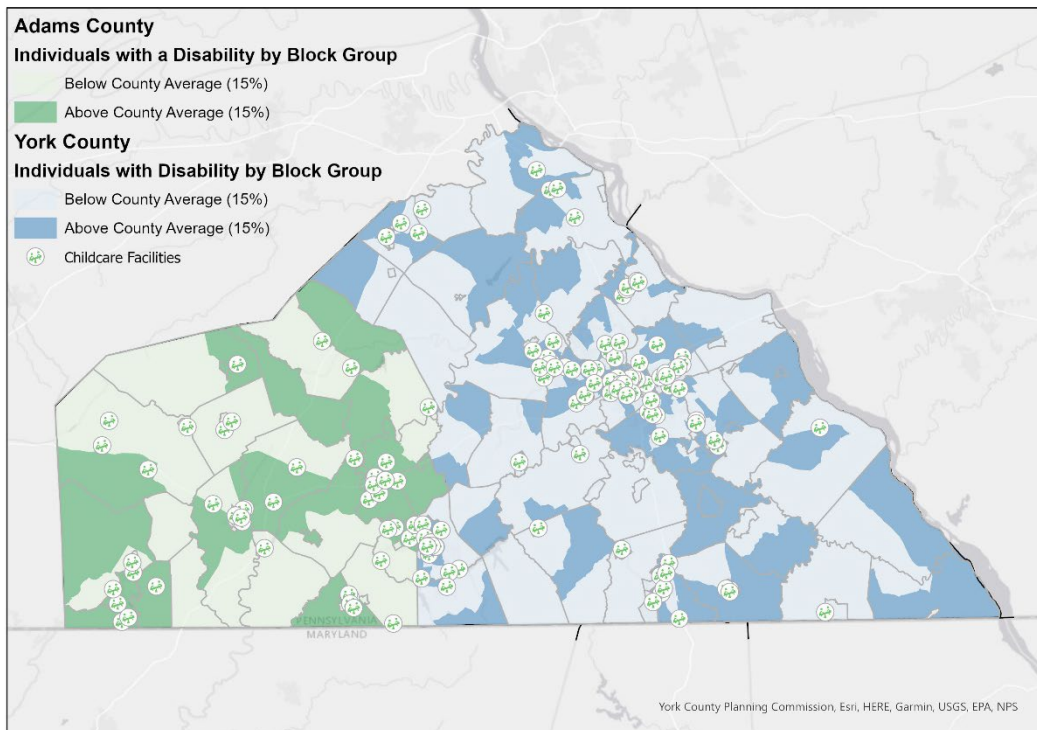 Adams County
Individuals with a Disability by Block Group
Below County Average (15%)
Above County Average (15%)
York County
Individuals with Disability by Block Group
Below County Average (15%)
Above County Average (15%)
Childcare Facilities
PENNSYLVANIA
MARYLAND
York County Planning Commission, Esri, HERE, Garmin, USGS, EPA, NPS